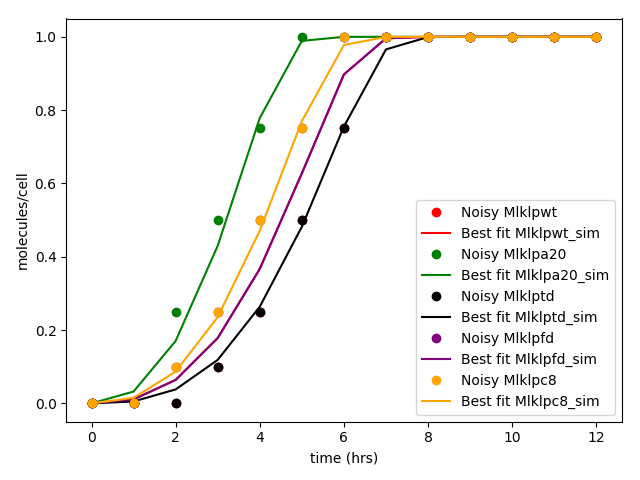 1.0
0.8
0.6
0.4
0.2
0.0
molecules/cell
0 2 4 6 8 10 12
time (hrs)
Noisy Mlklpwt
Best fit Mlklpwt_sim
Noisy Mlklpa20
Best fit Mlklpa20_sim
Noisy Mlklptd
Best fit Mlklptd_sim
Noisy Mlklpfd
Best fit Mlklpfd_sim
Noisy Mlklpc8
Best fit Mlklpc8_sim